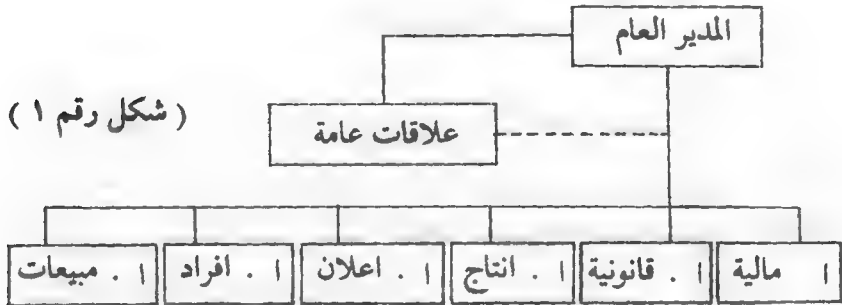 المدير العام
علاقات عامة
( شكل رقم ١ )
ا مالية
ا . قانونية
ا . انتاج
ا . اعلان
ا . افراد
ا . مبيعات